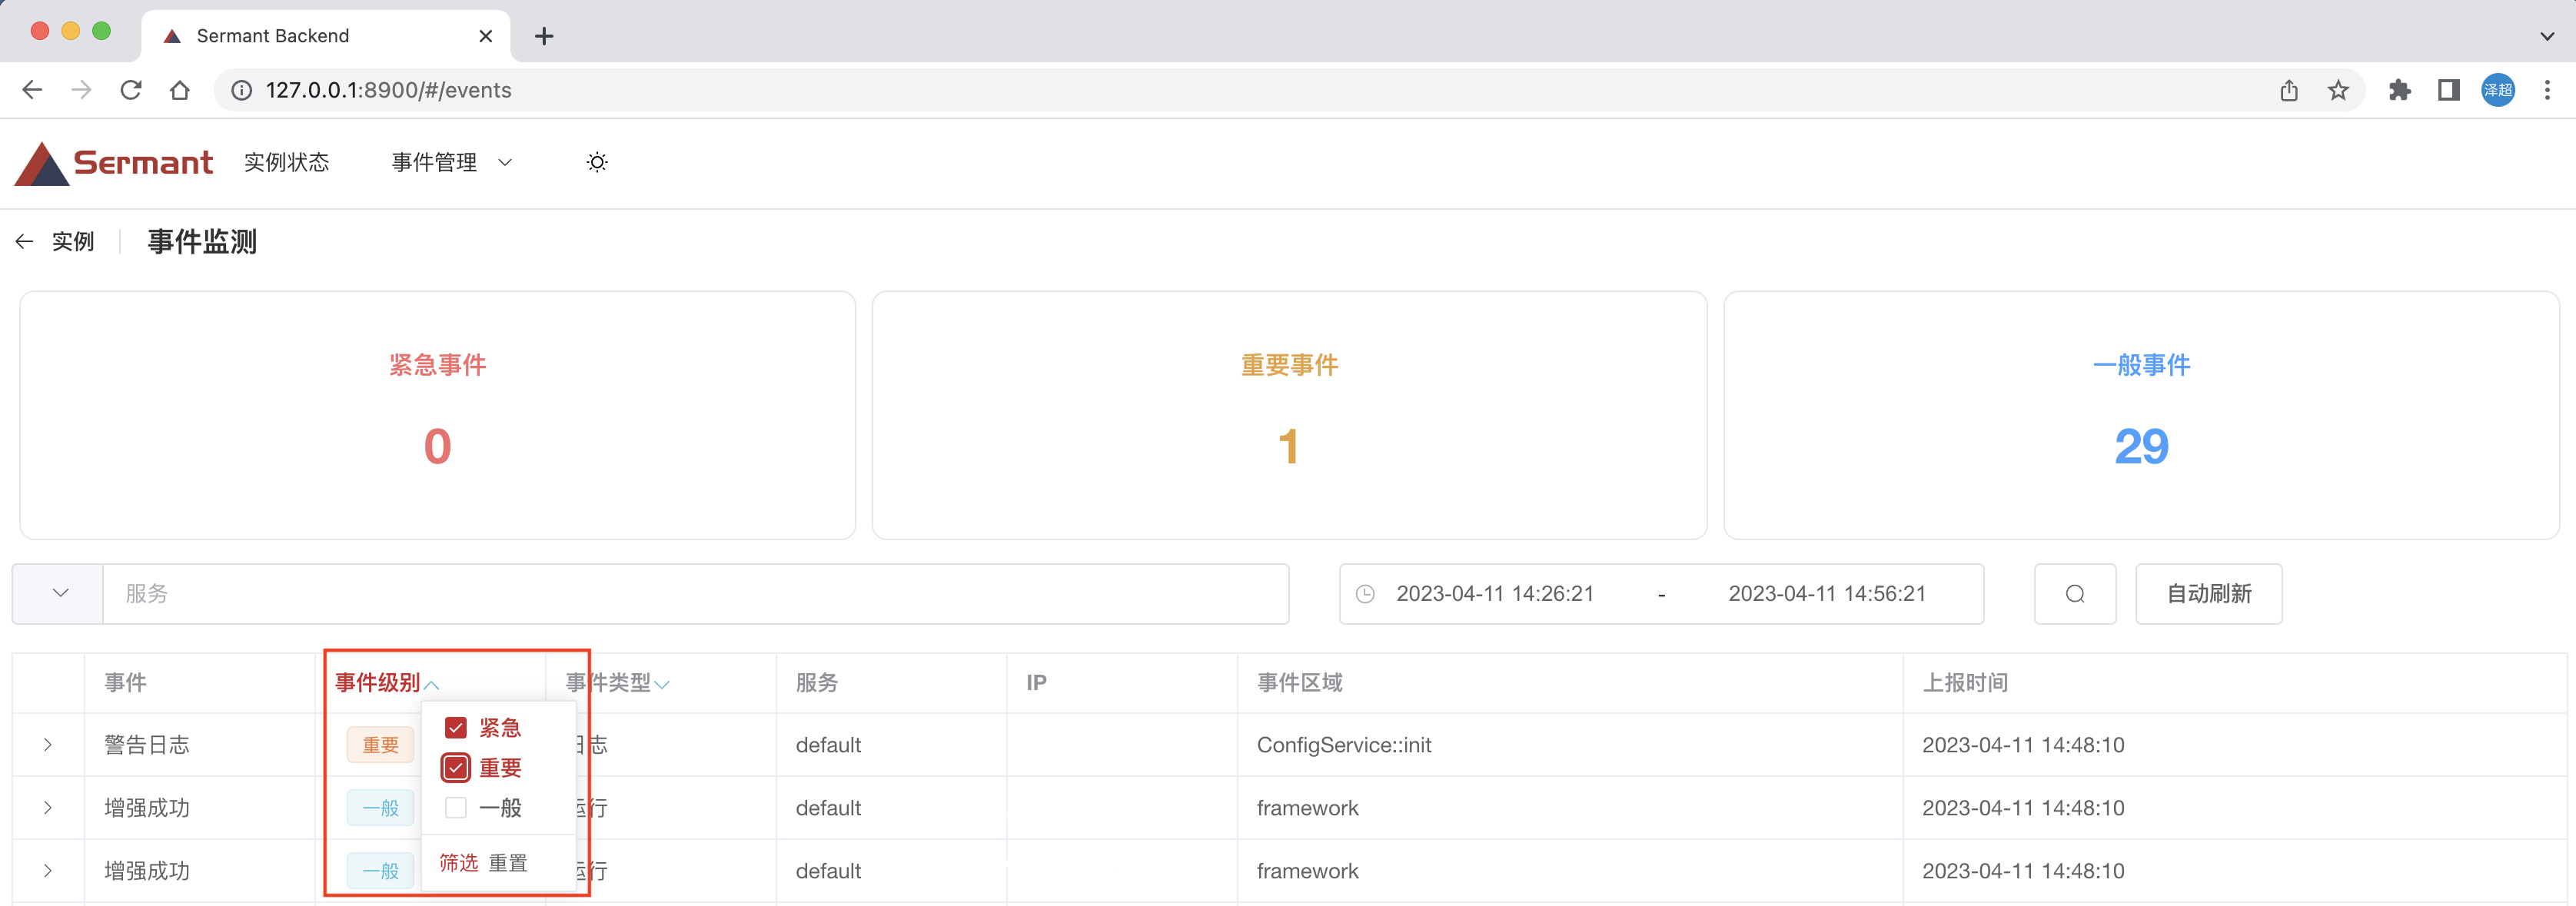 Sermant Backend
127.0.0.1:8900/#/events
泽超
Sermant 实例状态 事件管理
实例 事件监测
紧急事件 重要事件 一般事件
0 1 29
服务 2023-04-11 14:26:21 - 2023-04-11 14:56:21 自动刷新
事件 事件级别 事件类型 服务 IP 事件区域 上报时间
警告日志 重要 日志 default ConfigService::init 2023-04-11 14:48:10
增强成功 一般 运行 default framework 2023-04-11 14:48:10
增强成功 一般 运行 default framework 2023-04-11 14:48:10
紧急
重要
一般
筛选 重置